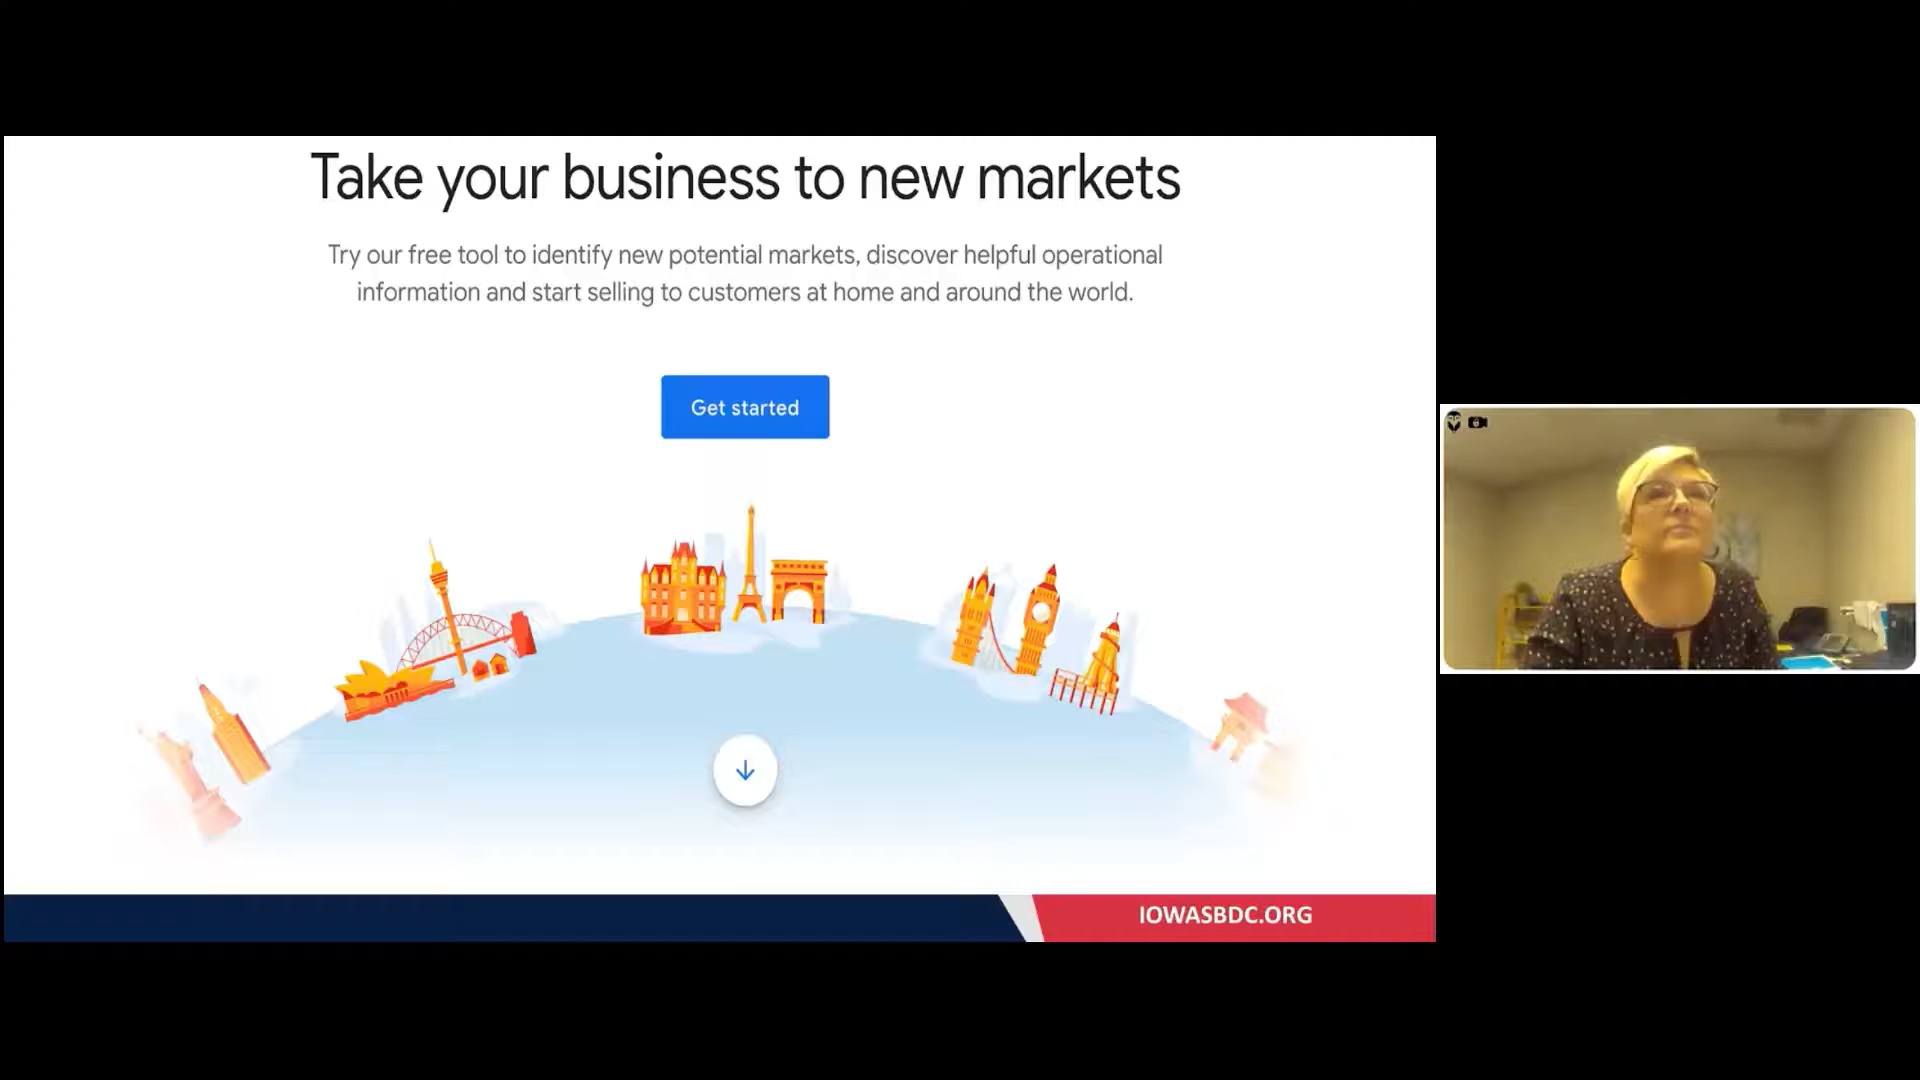 Take your business to new markets
Try our free tool to identify new potential markets, discover helpful operational
information and start selling to customers at home and around the world.
Get started
IOWASBDC.ORG